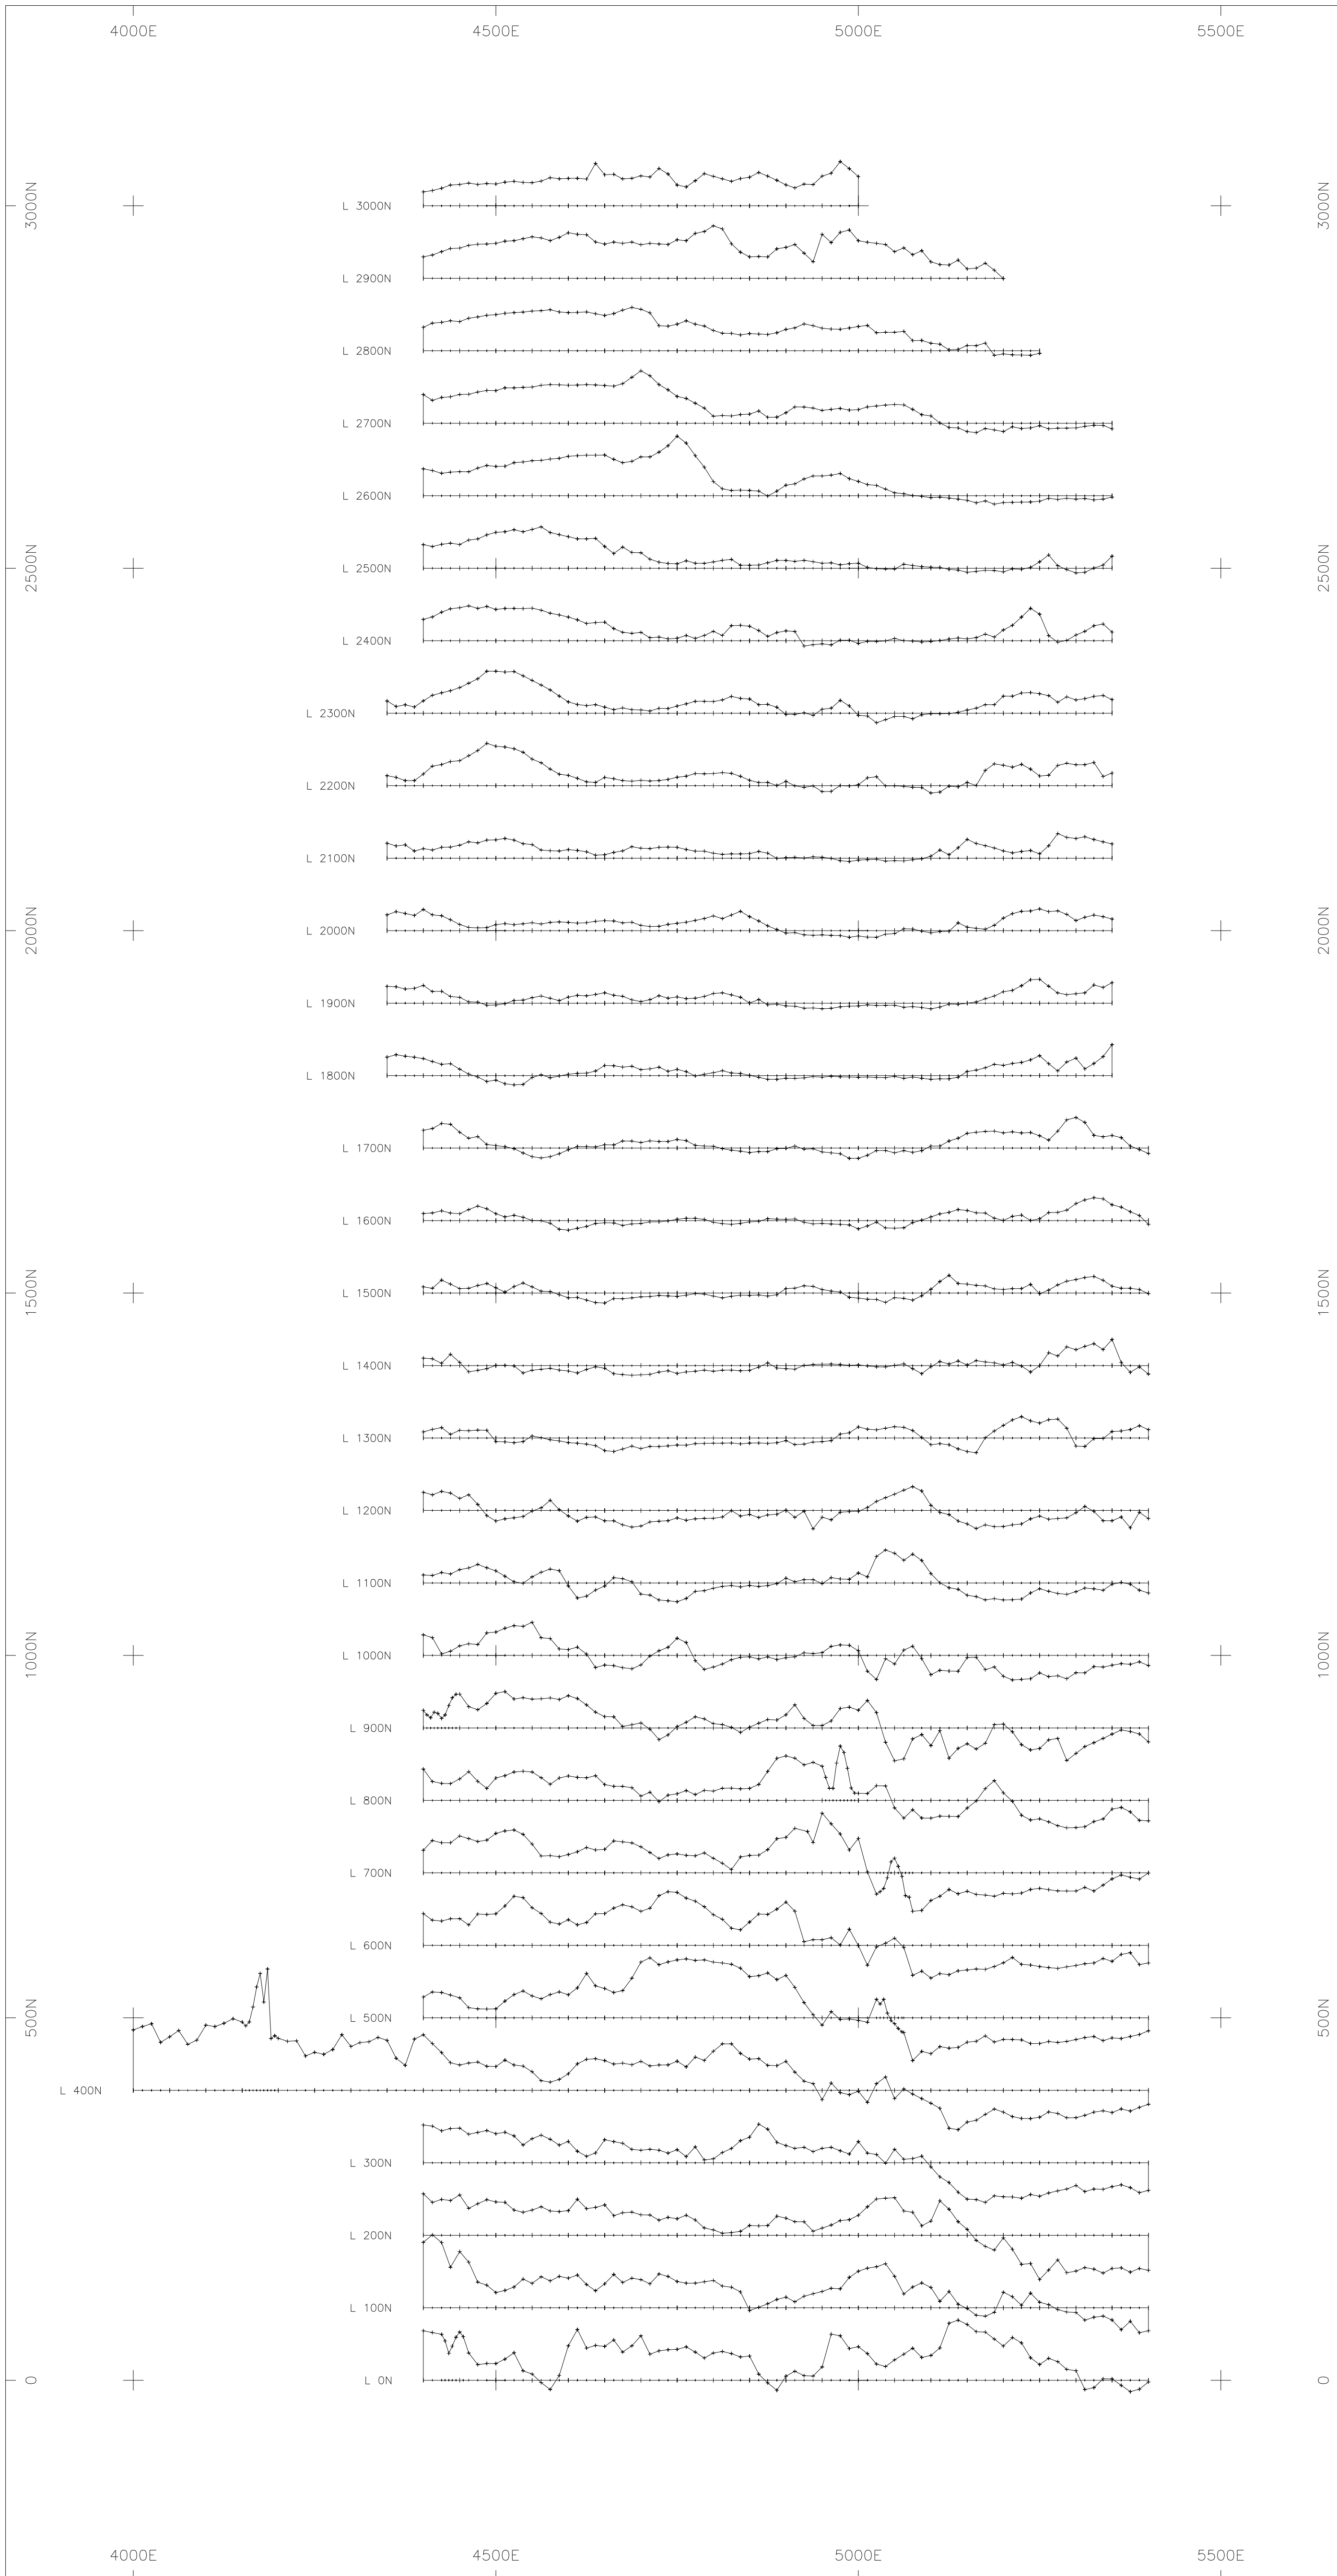 4000E 4500E 5000E 5500E
3000N L 3000N 3000N
L 2900N
L 2800N
L 2700N
L 2600N
2500N L 2500N 2500N
L 2400N
L 2300N
L 2200N
L 2100N
2000N L 2000N 2000N
L 1900N
L 1800N
L 1700N
L 1600N
1500N L 1500N 1500N
L 1400N
L 1300N
L 1200N
L 1100N
1000N L 1000N 1000N
L 900N
L 800N
L 700N
L 600N
500N L 500N 500N
L 400N
L 300N
L 200N
L 100N
0 L 0N 0
4000E 4500E 5000E 5500E